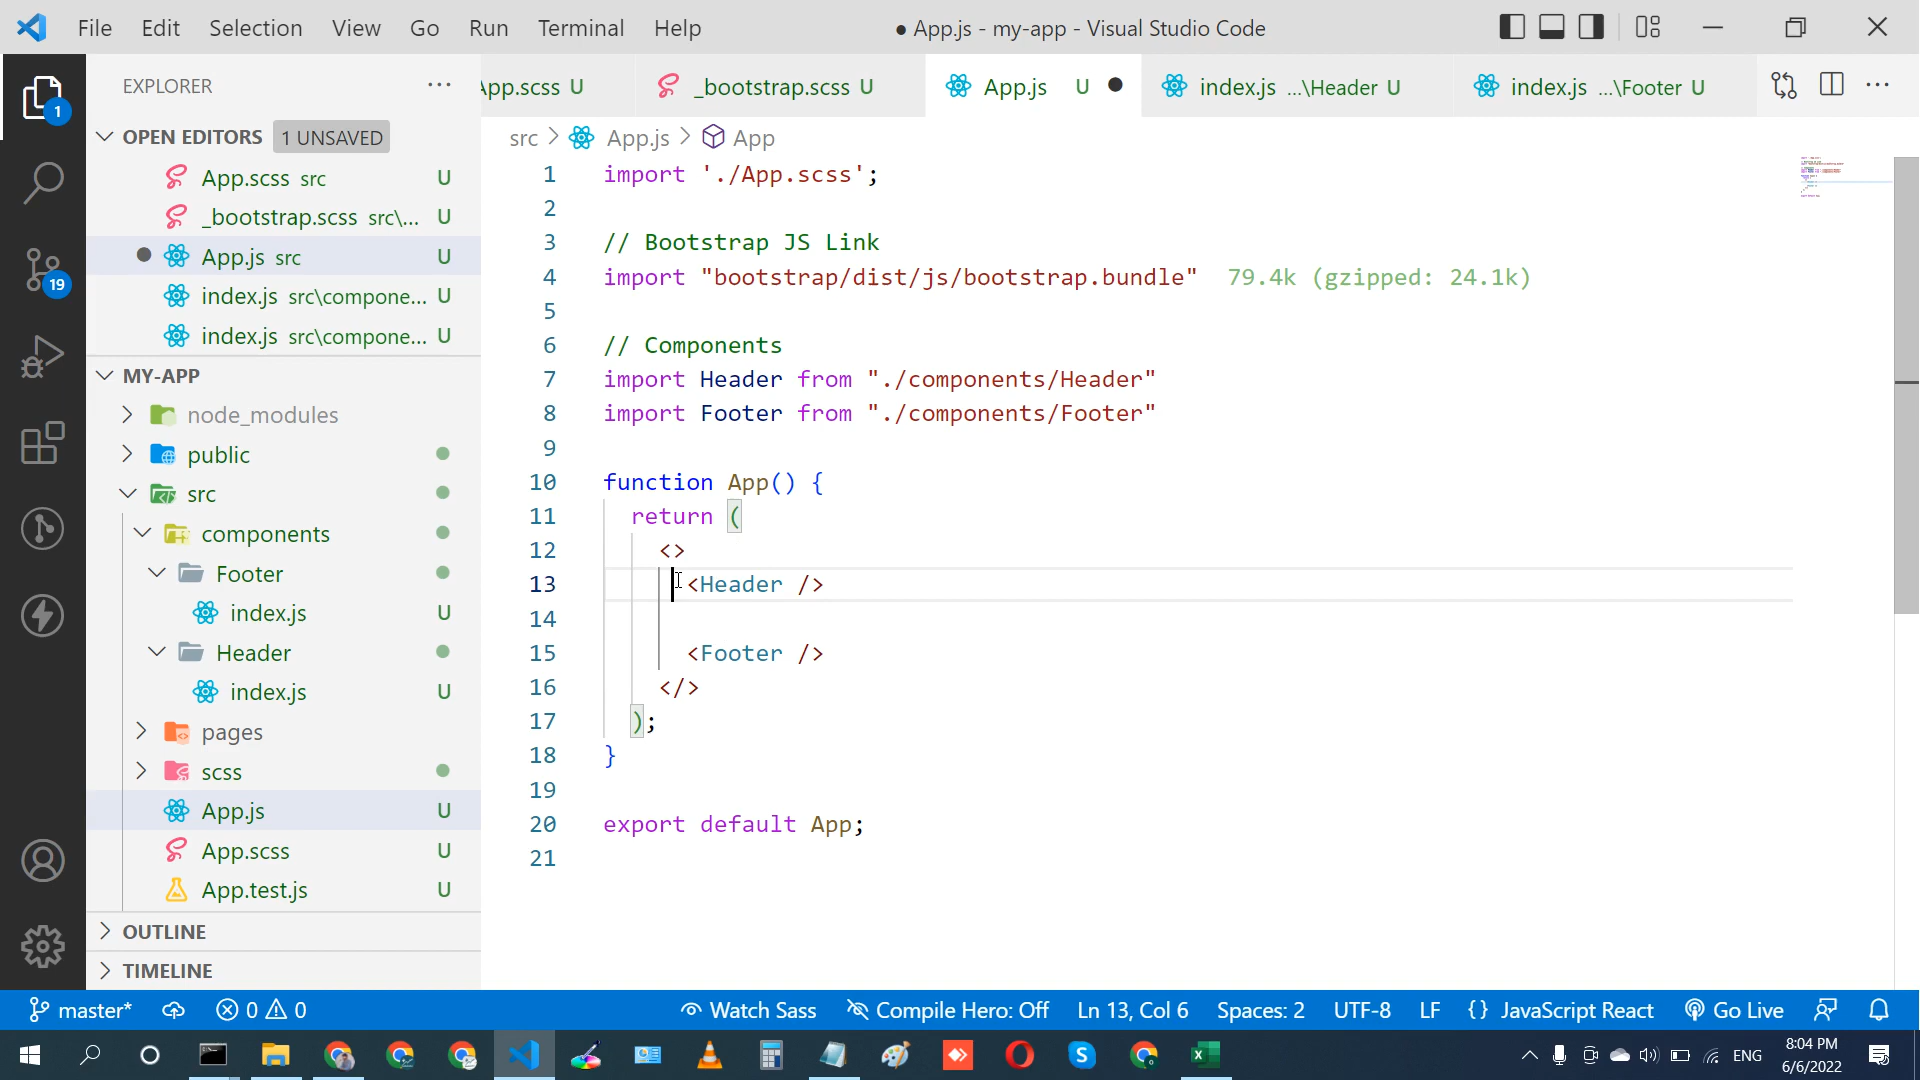 File Edit Selection View Go Run Terminal Help
● App.js - my-app - Visual Studio Code
EXPLORER
App.scss U
_bootstrap.scss U
App.js U
index.js ...\Header U
index.js ...\Footer U
src > App.js > App
OPEN EDITORS 1 UNSAVED
App.scss src U
_bootstrap.scss src\... U
App.js src U
index.js src\compone... U
index.js src\compone... U
MY-APP
node_modules
public
src
components
Footer
index.js U
Header
index.js U
pages
scss
App.js U
App.scss U
App.test.js U
OUTLINE
TIMELINE
1
19
1 import './App.scss';
2
3 // Bootstrap JS Link
4 import "bootstrap/dist/js/bootstrap.bundle" 79.4k (gzipped: 24.1k)
5
6 // Components
7 import Header from "./components/Header"
8 import Footer from "./components/Footer"
9
10 function App() {
11 return (
12 <>
13 <Header />
14
15 <Footer />
16 </>
17 );
18 }
19
20 export default App;
21
master* 0 0 Watch Sass Compile Hero: Off Ln 13, Col 6 Spaces: 2 UTF-8 LF {} JavaScript React Go Live
ENG
8:04 PM
6/6/2022